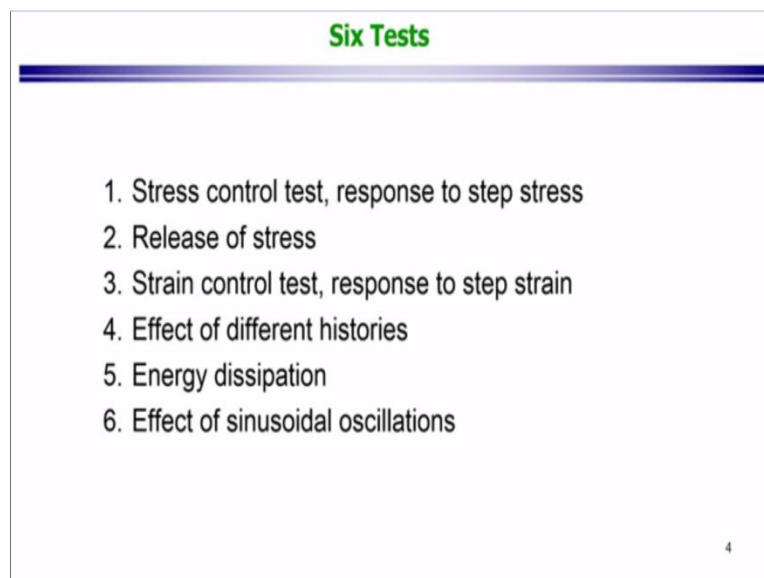 Six Tests
1. Stress control test, response to step stress
2. Release of stress
3. Strain control test, response to step strain
4. Effect of different histories
5. Energy dissipation
6. Effect of sinusoidal oscillations
4